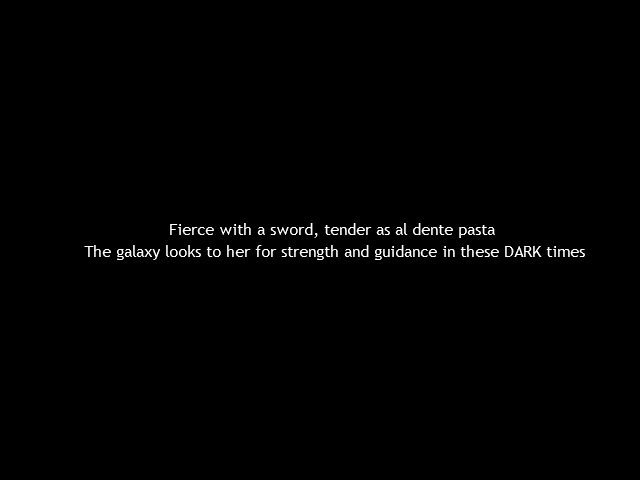 Fierce with a sword, tender as al dente pasta
The galaxy looks to her for strength and guidance in these DARK times